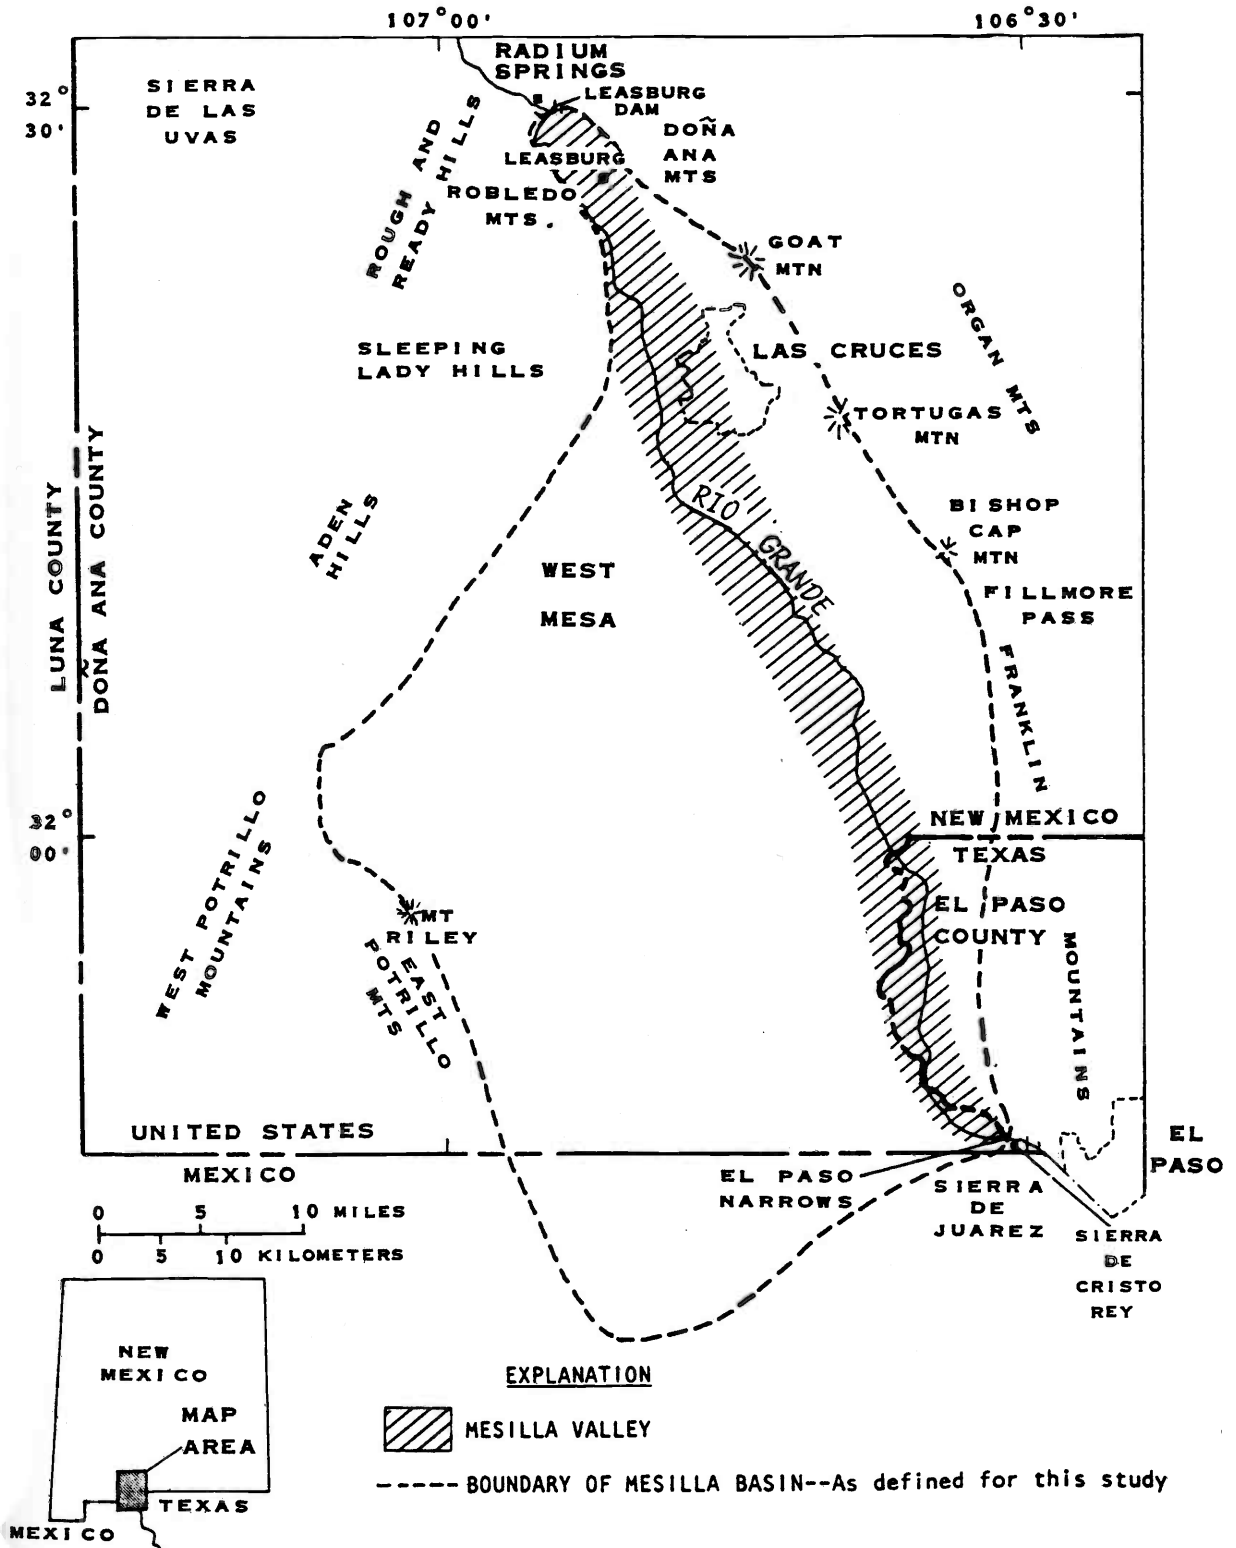 107°00'
106°30'
32°
30'
RADIUM
SPRINGS
SIERRA
DE LAS
UVAS
LEASBURG
DAM
DOÑA
ANA
MTS
ROUGH AND
READY HILLS
LEASBURG
ROBLEDO
MTS.
GOAT
MTN
ORGAN MTS
SLEEPING
LADY HILLS
LAS CRUCES
TORTUGAS
MTN
LUNA COUNTY
DOÑA ANA COUNTY
ADEN
HILLS
RIO GRANDE
BISHOP
CAP
MTN
WEST
MESA
FILLMORE
PASS
FRANKLIN
MOUNTAINS
32°
00'
NEW MEXICO
TEXAS
WEST POTRILLO
MOUNTAINS
EL PASO
COUNTY
MT
RILEY
EAST
POTRILLO
MTS
UNITED STATES
MEXICO
EL PASO
NARROWS
SIERRA
DE
JUAREZ
EL
PASO
SIERRA
DE
CRISTO
REY
0 5 10 MILES
0 5 10 KILOMETERS
NEW
MEXICO
MAP
AREA
TEXAS
MEXICO
EXPLANATION
MESILLA VALLEY
BOUNDARY OF MESILLA BASIN--As defined for this study